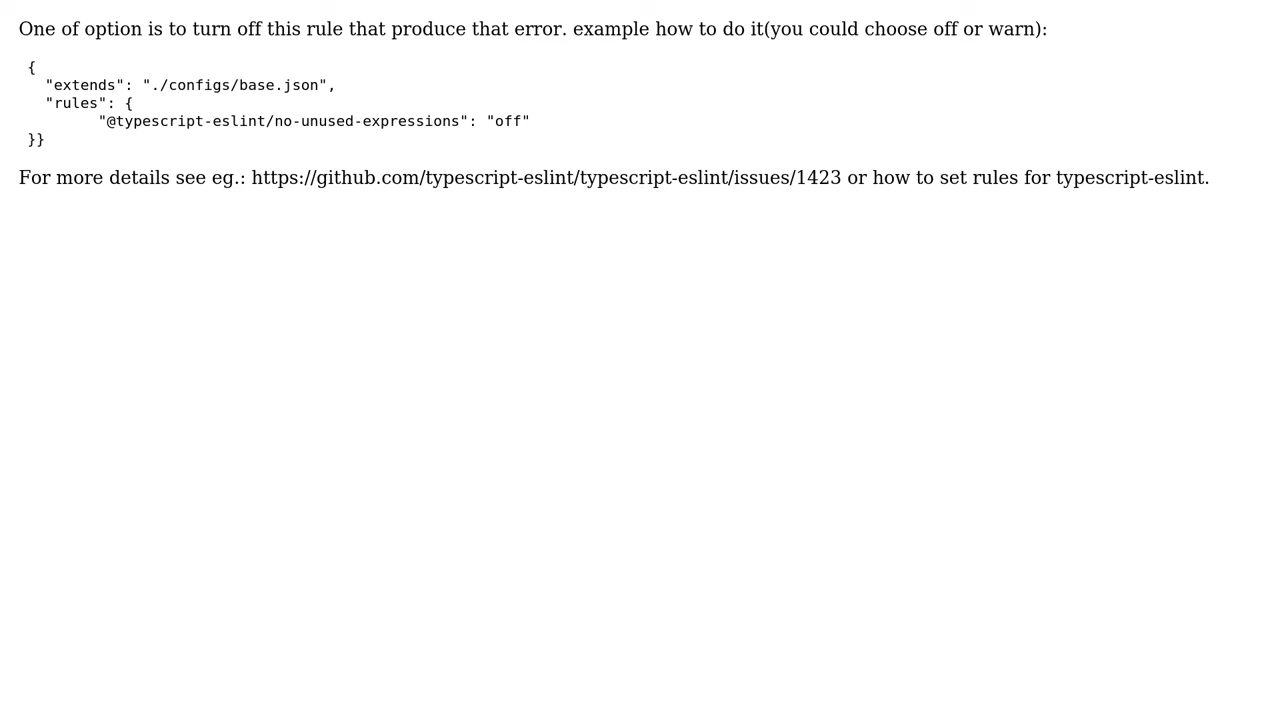 One of option is to turn off this rule that produce that error. example how to do it(you could choose off or warn):
{
  "extends": "./configs/base.json",
  "rules": {
        "@typescript-eslint/no-unused-expressions": "off"
}}
For more details see eg.: https://github.com/typescript-eslint/typescript-eslint/issues/1423 or how to set rules for typescript-eslint.